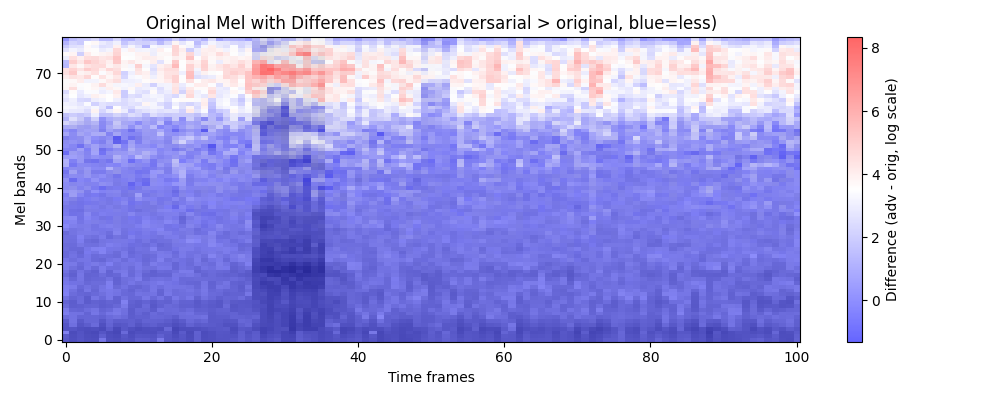 Original Mel with Differences (red=adversarial > original, blue=less)
Mel bands
70
60
50
40
30
20
10
0
0 20 40 60 80 100
Time frames
8
6
4
2
0
Difference (adv - orig, log scale)